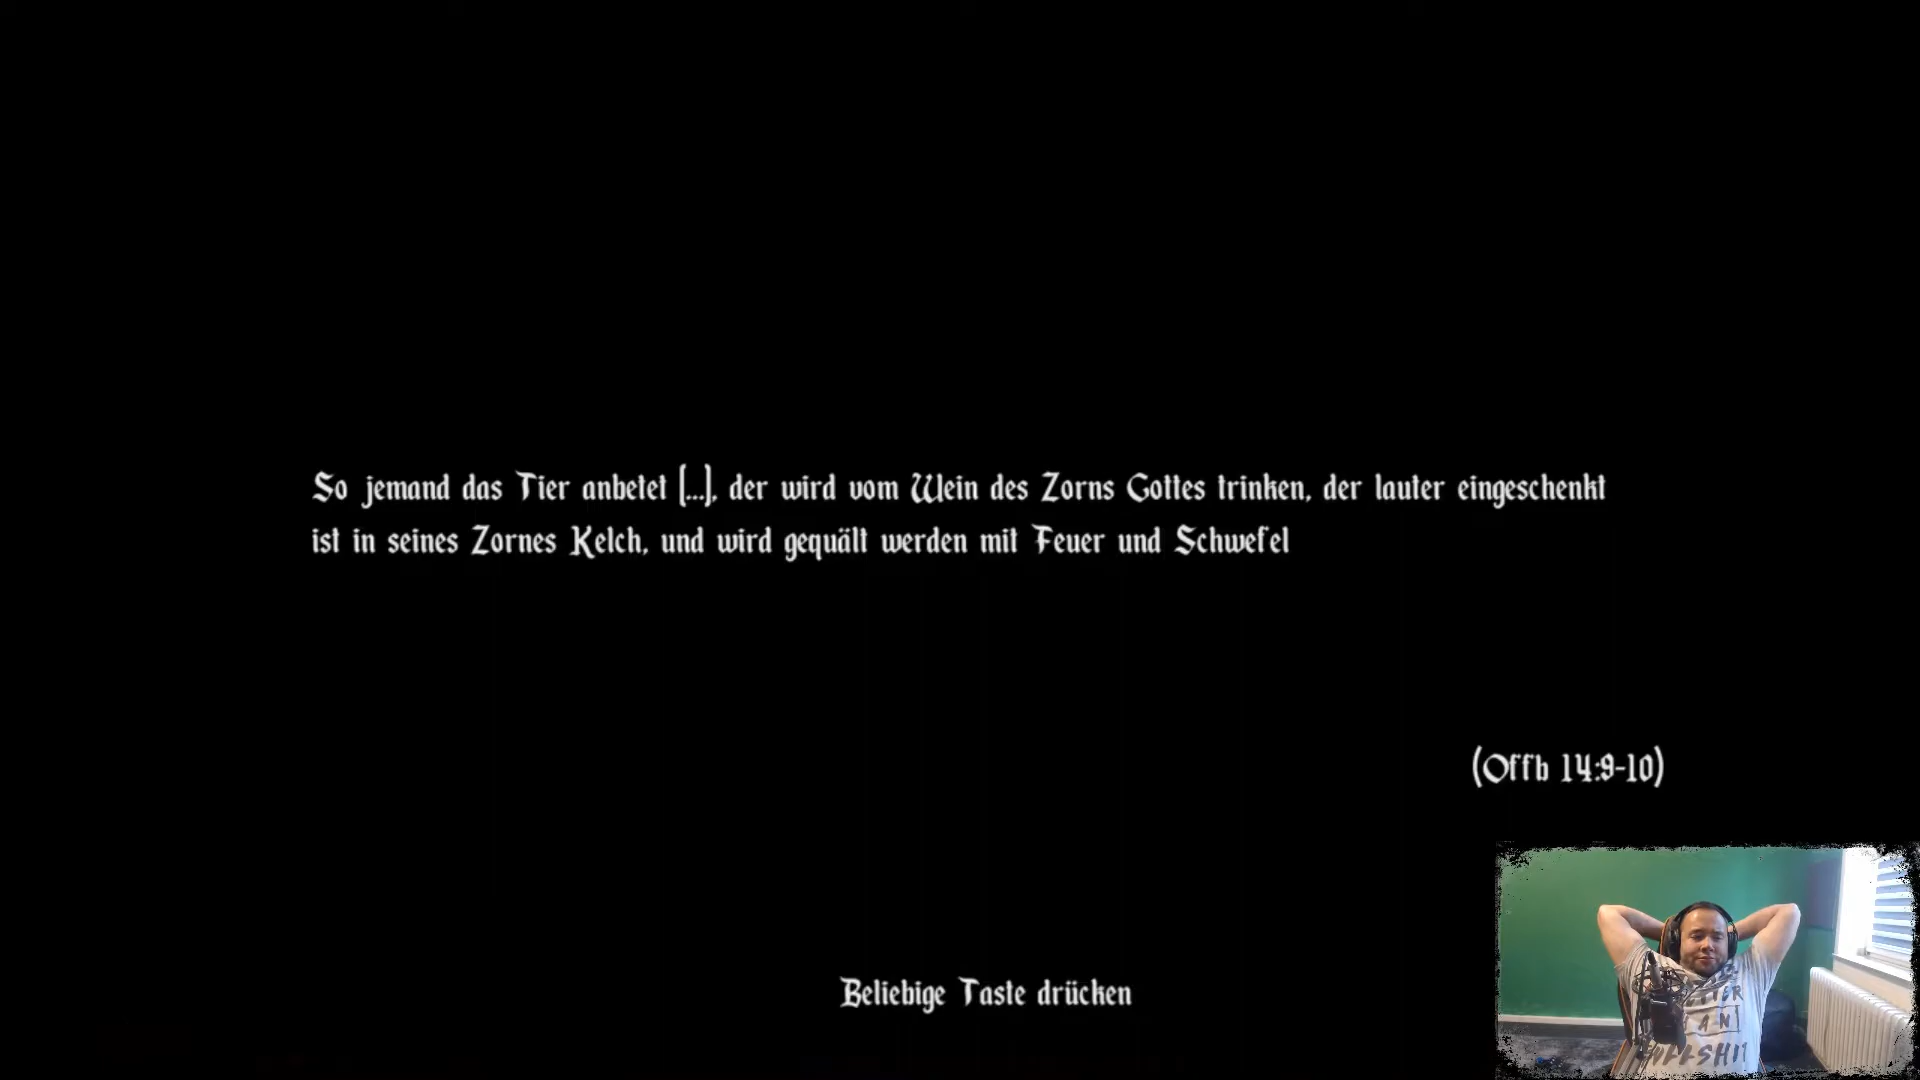 So jemand das Tier anbetet [...], der wird vom Wein des Zorns Gottes trinken, der lauter eingeschenkt
ist in seines Zornes Kelch, und wird gequält werden mit Feuer und Schwefel
(Offb 14:9-10)
Beliebige Taste drücken